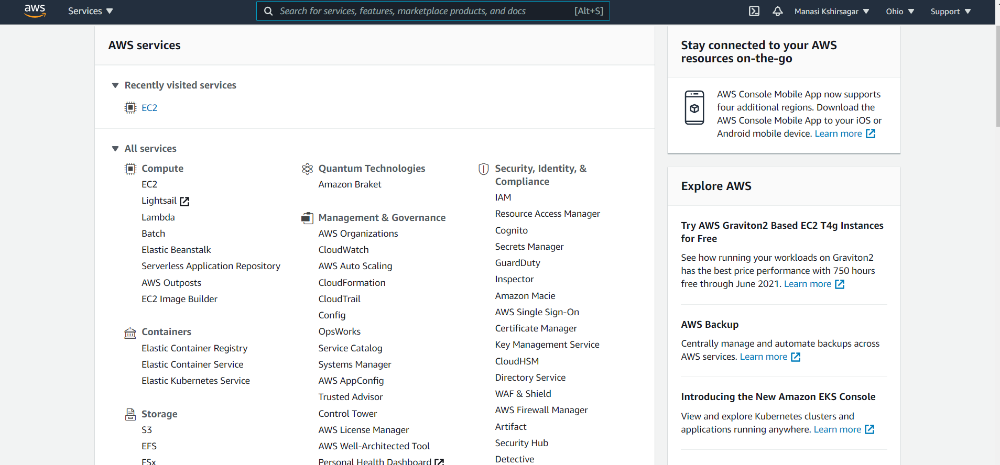 aws
Services
Search for services, features, marketplace products, and docs
[Alt+S]
Manasi Kshirsagar
Ohio
Support
AWS services
Recently visited services
EC2
All services
Compute
EC2
Lightsail
Lambda
Batch
Elastic Beanstalk
Serverless Application Repository
AWS Outposts
EC2 Image Builder
Containers
Elastic Container Registry
Elastic Container Service
Elastic Kubernetes Service
Storage
S3
EFS
FSx
Quantum Technologies
Amazon Braket
Management & Governance
AWS Organizations
CloudWatch
AWS Auto Scaling
CloudFormation
CloudTrail
Config
OpsWorks
Service Catalog
Systems Manager
AWS AppConfig
Trusted Advisor
Control Tower
AWS License Manager
AWS Well-Architected Tool
Personal Health Dashboard
Security, Identity, &
Compliance
IAM
Resource Access Manager
Cognito
Secrets Manager
GuardDuty
Inspector
Amazon Macie
AWS Single Sign-On
Certificate Manager
Key Management Service
CloudHSM
Directory Service
WAF & Shield
AWS Firewall Manager
Artifact
Security Hub
Detective
Stay connected to your AWS
resources on-the-go
AWS Console Mobile App now supports
four additional regions. Download the
AWS Console Mobile App to your iOS or
Android mobile device. Learn more
Explore AWS
Try AWS Graviton2 Based EC2 T4g Instances
for Free
See how running your workloads on Graviton2
has the best price performance with 750 hours
free through June 2021. Learn more
AWS Backup
Centrally manage and automate backups across
AWS services. Learn more
Introducing the New Amazon EKS Console
View and explore Kubernetes clusters and
applications running anywhere. Learn more